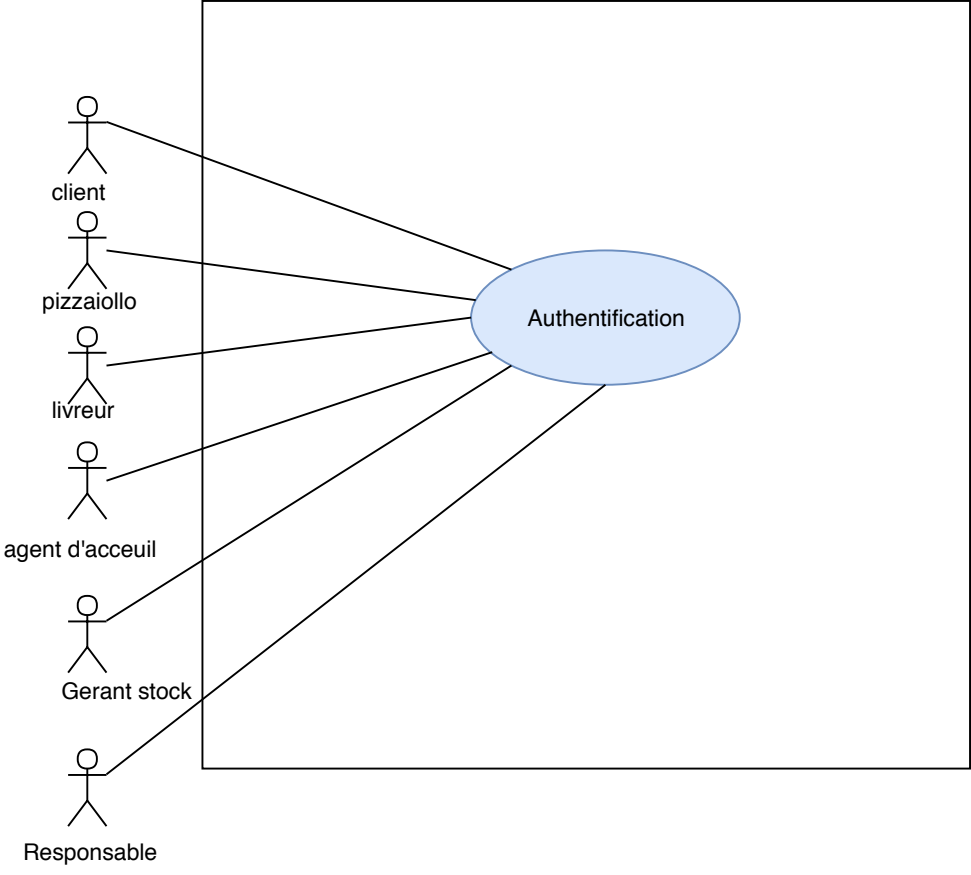 client
pizzaiollo
livreur
agent d'acceuil
Gerant stock
Responsable
Authentification